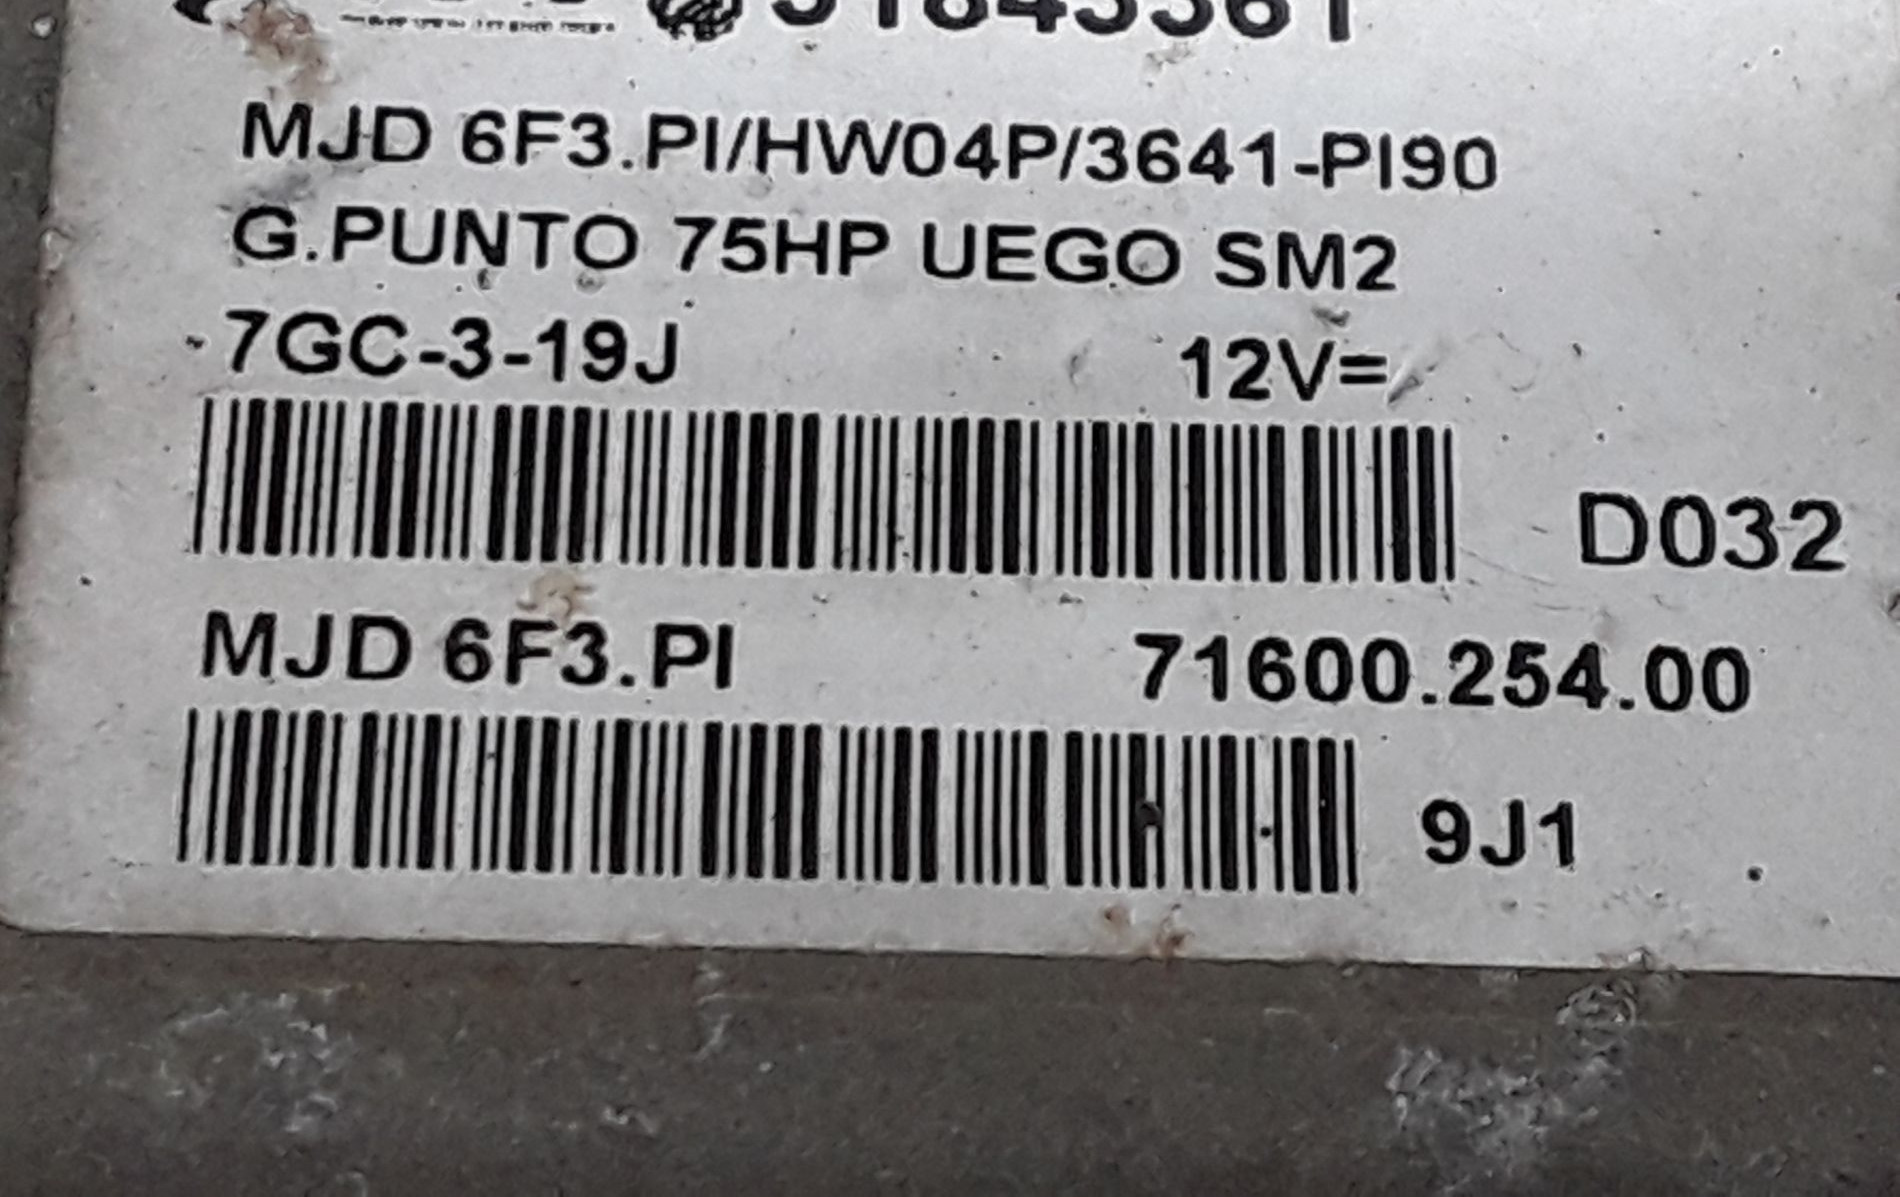 MJD 6F3.PI/HW04P/3641-PI90
G.PUNTO 75HP UEGO SM2
7GC-3-19J 12V=
D032
MJD 6F3.PI 71600.254.00
9J1